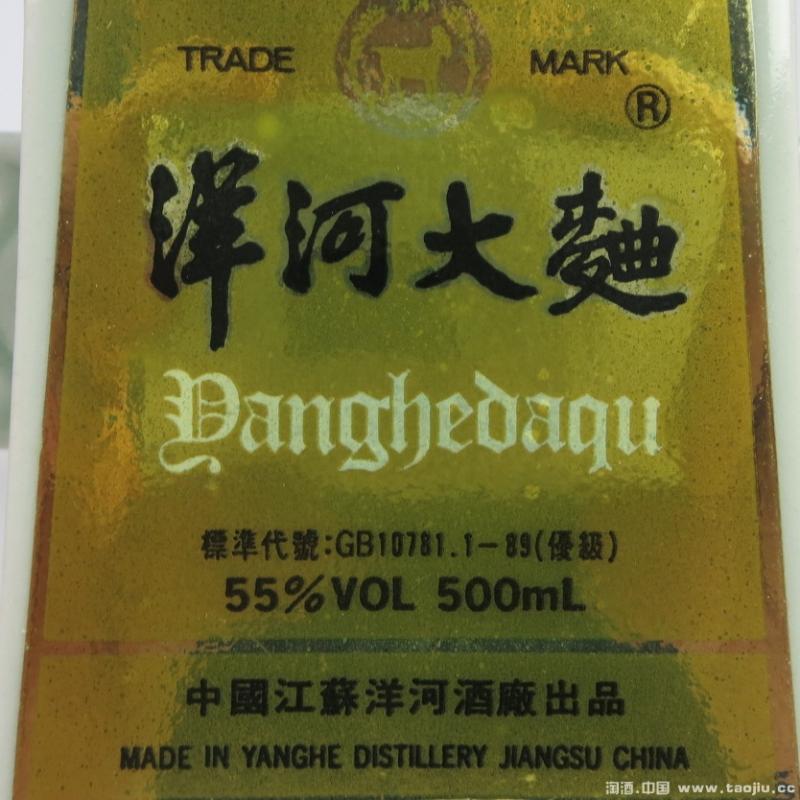 TRADE MARK
®
洋河大麯
Yanghedaqu
標準代號:GB10781.1-89(優級)
55%VOL 500mL
中國江蘇洋河酒廠出品
MADE IN YANGHE DISTILLERY JIANGSU CHINA
淘酒.中国 www.taojiu.cc